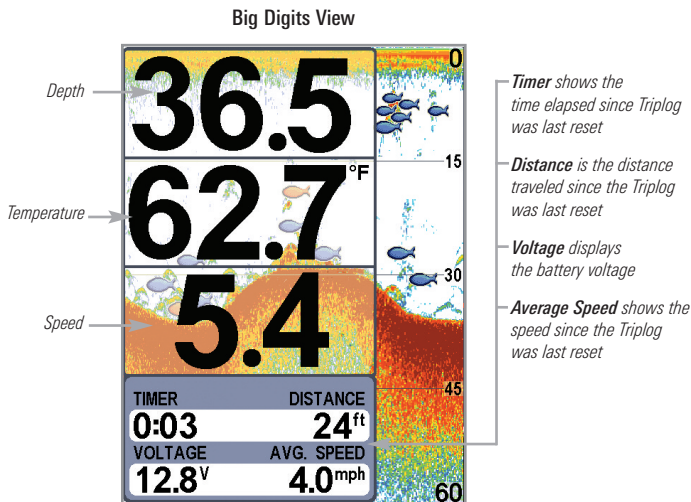 Big Digits View
Depth
36.5
Temperature
62.7°F
Speed
5.4
TIMER DISTANCE
0:03 24ft
VOLTAGE AVG. SPEED
12.8V 4.0mph
0
15
30
45
60
Timer shows the
time elapsed since Triplog
was last reset
Distance is the distance
traveled since the Triplog
was last reset
Voltage displays
the battery voltage
Average Speed shows the
speed since the Triplog
was last reset